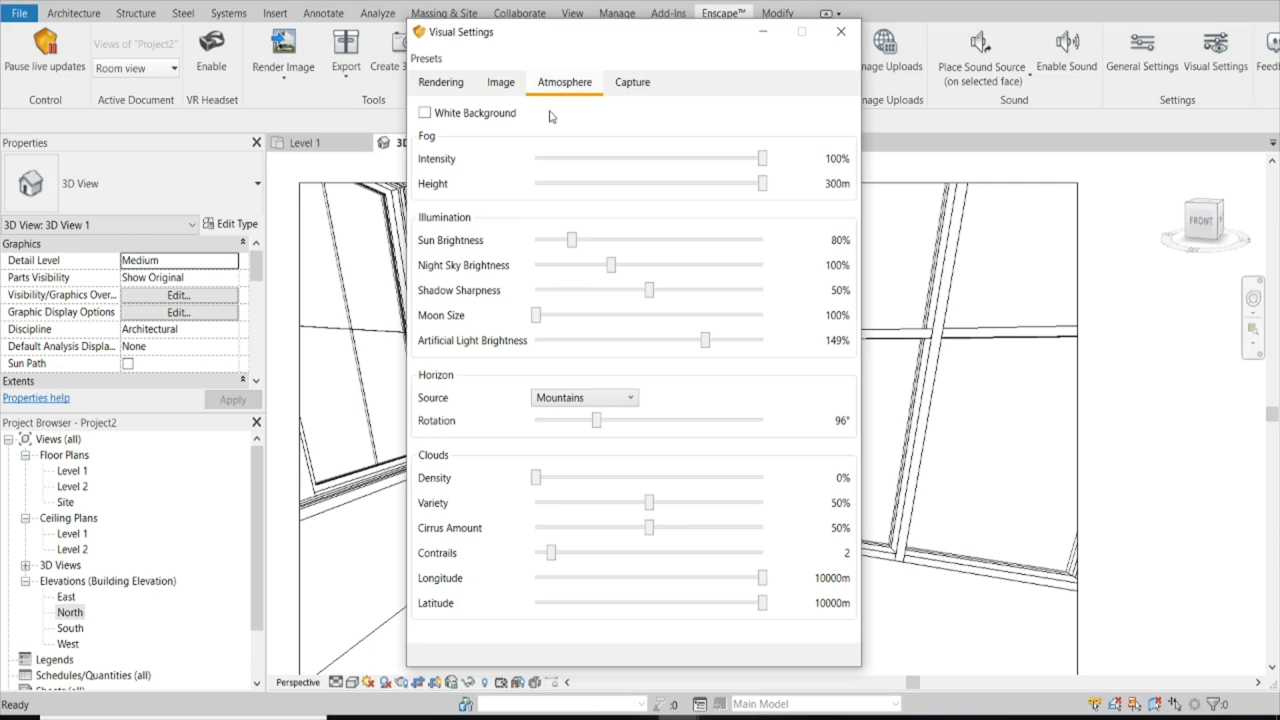 File Architecture Structure Steel Systems Insert Annotate Analyze Massing & Site Collaborate View Manage Add-Ins Enscape™ Modify
Visual Settings
Presets
Rendering Image Atmosphere Capture
Pause live updates
Control
Views of "Project2"
Room view
Active Document
Enable
VR Headset
Render Image
Export
Create
Tools
nage Uploads
nage Uploads
Place Sound Source
(on selected face)
Enable Sound
Sound
General Settings
Visual Settings
Settings
Feed
Properties
3D View
3D View: 3D View 1
Edit Type
Graphics
Detail Level Medium
Parts Visibility Show Original
Visibility/Graphics Over... Edit...
Graphic Display Options Edit...
Discipline Architectural
Default Analysis Displa... None
Sun Path
Extents
Properties help
Apply
Project Browser - Project2
Views (all)
Floor Plans
Level 1
Level 2
Site
Ceiling Plans
Level 1
Level 2
3D Views
Elevations (Building Elevation)
East
North
South
West
Legends
Schedules/Quantities (all)
Level 1
3D
White Background
Fog
Intensity 100%
Height 300m
Illumination
Sun Brightness 80%
Night Sky Brightness 100%
Shadow Sharpness 50%
Moon Size 100%
Artificial Light Brightness 149%
Horizon
Source Mountains
Rotation 96°
Clouds
Density 0%
Variety 50%
Cirrus Amount 50%
Contrails 2
Longitude 10000m
Latitude 10000m
FRONT
Perspective
Ready
:0
Main Model
:0